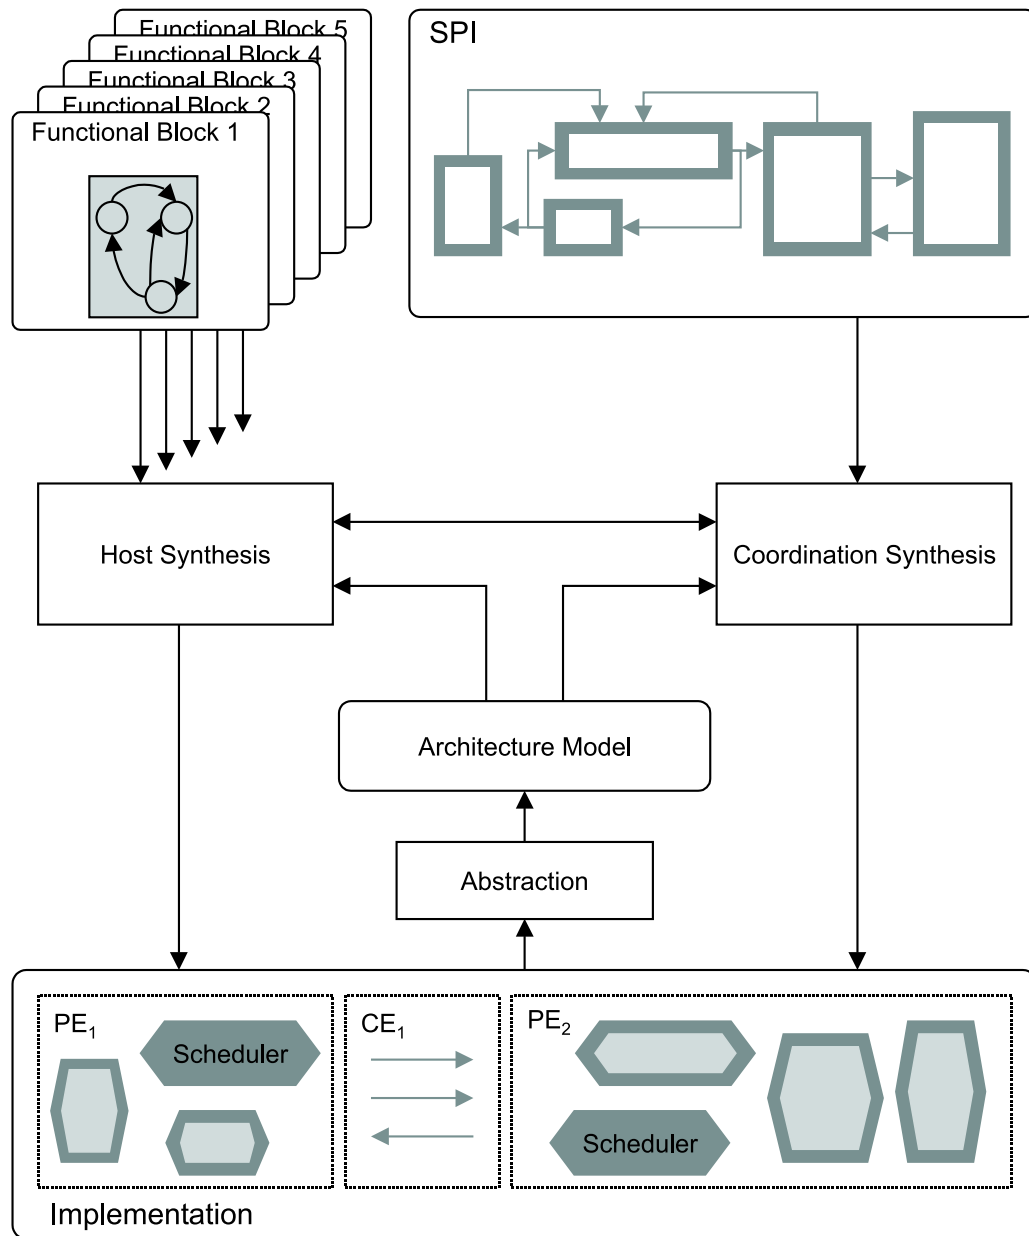 Functional Block 5
Functional Block 4
Functional Block 3
Functional Block 2
Functional Block 1
SPI
Host Synthesis
Coordination Synthesis
Architecture Model
Abstraction
PE1
Scheduler
CE1
PE2
Scheduler
Implementation